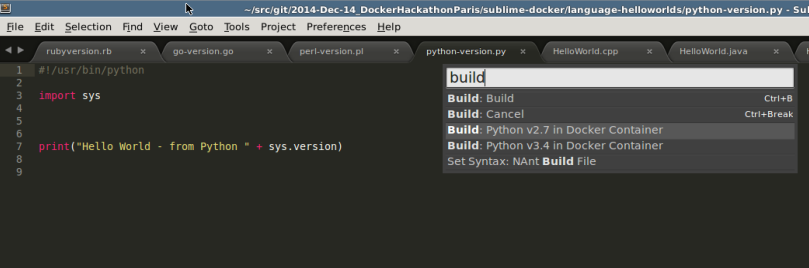 ~/src/git/2014-Dec-14_DockerHackathonParis/sublime-docker/language-helloworlds/python-version.py - Sub
File Edit Selection Find View Goto Tools Project Preferences Help
rubyversion.rb × go-version.go × perl-version.pl × python-version.py × HelloWorld.cpp × HelloWorld.java ×
1 #!/usr/bin/python
2
3 import sys
4
5
6
7 print("Hello World - from Python " + sys.version)
8
9
build
Build: Build Ctrl+B
Build: Cancel Ctrl+Break
Build: Python v2.7 in Docker Container
Build: Python v3.4 in Docker Container
Set Syntax: NAnt Build File